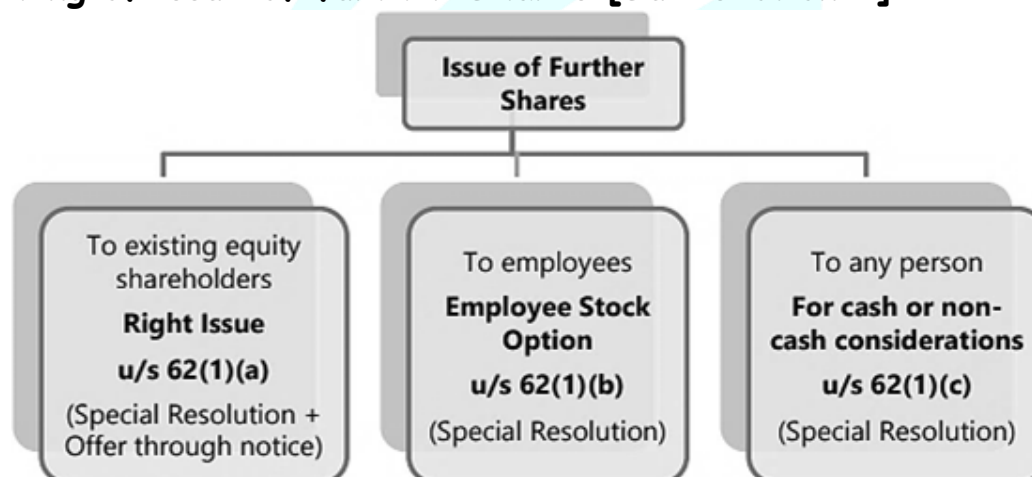 Issue of Further
Shares
To existing equity
shareholders
Right Issue
u/s 62(1)(a)
(Special Resolution +
Offer through notice)
To employees
Employee Stock
Option
u/s 62(1)(b)
(Special Resolution)
To any person
For cash or non-
cash considerations
u/s 62(1)(c)
(Special Resolution)